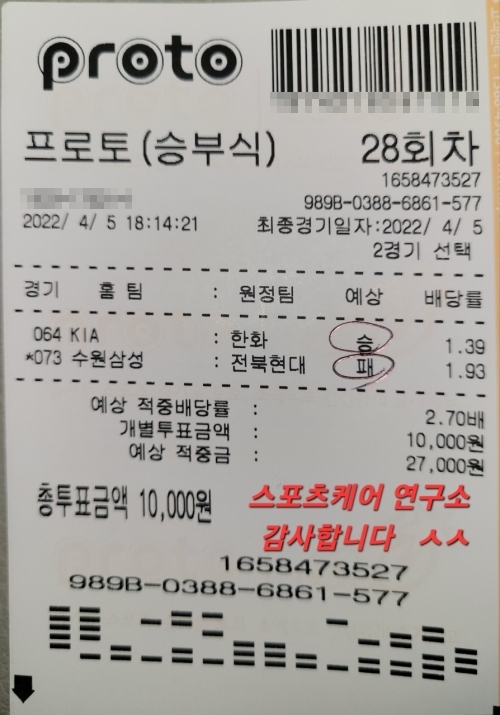 proto
프로토(승부식) 28회차
1658473527
989B-0388-6861-577
2022/ 4/ 5 18:14:21 최종경기일자:2022/ 4/ 5
2경기 선택
경기 홈 팀 : 원정팀 예상 배당률
064 KIA : 한화 승 1.39
*073 수원삼성 : 전북현대 패 1.93
예상 적중배당률 : 2.70배
개별투표금액 : 10,000원
예상 적중금 : 27,000원
총투표금액 10,000원
스포츠케어 연구소
감사합니다 ㅅㅅ
1658473527
989B-0388-6861-577